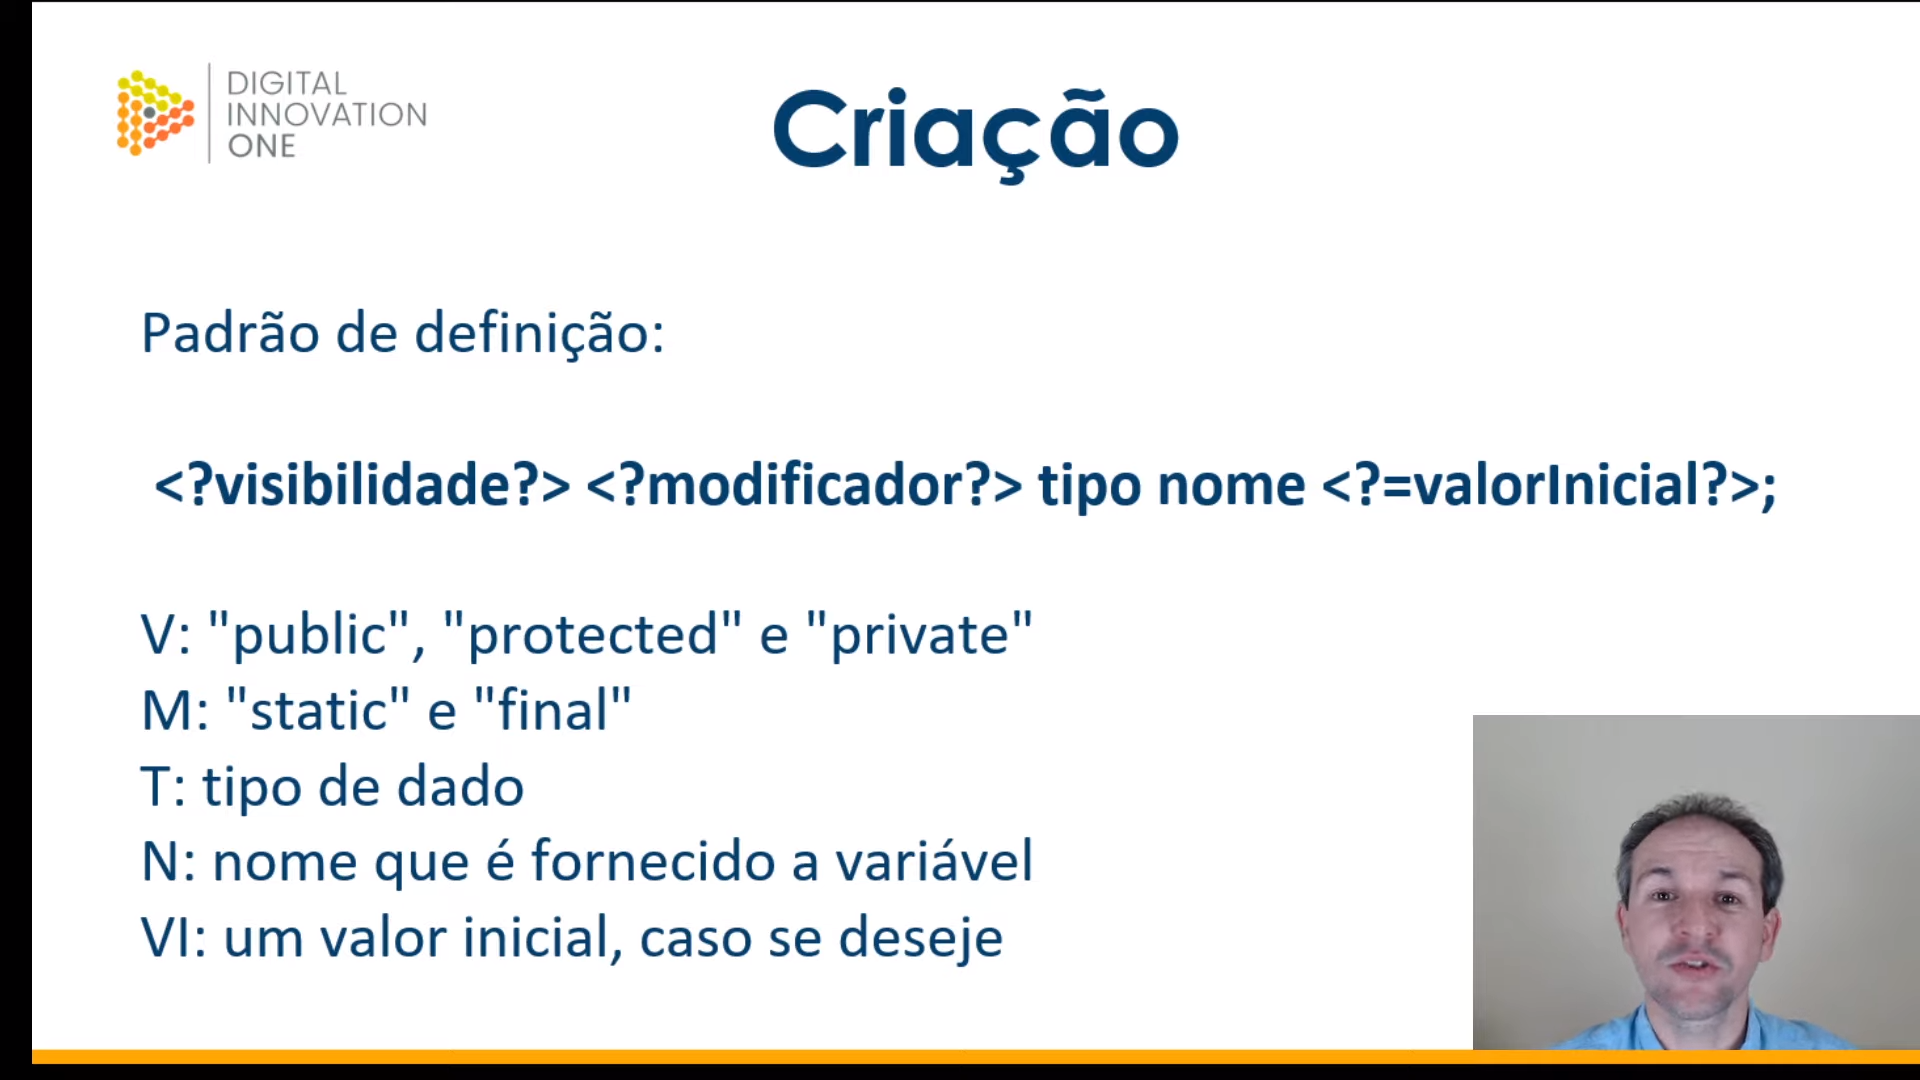 DIGITAL
INNOVATION
ONE
Criação
Padrão de definição:
<?visibilidade?> <?modificador?> tipo nome <?=valorInicial?>;
V: "public", "protected" e "private"
M: "static" e "final"
T: tipo de dado
N: nome que é fornecido a variável
VI: um valor inicial, caso se deseje